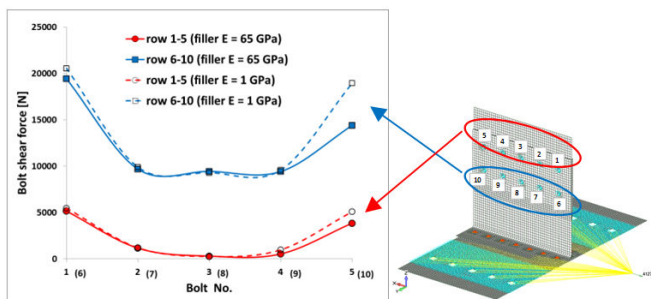 Bolt shear force [N]
25000
20000
15000
10000
5000
0
row 1-5 (filler E = 65 GPa)
row 6-10 (filler E = 65 GPa)
row 1-5 (filler E = 1 GPa)
row 6-10 (filler E = 1 GPa)
1 (6) 2 (7) 3 (8) 4 (9) 5 (10)
Bolt No.
5 4 3 2 1
10 9 8 7 6